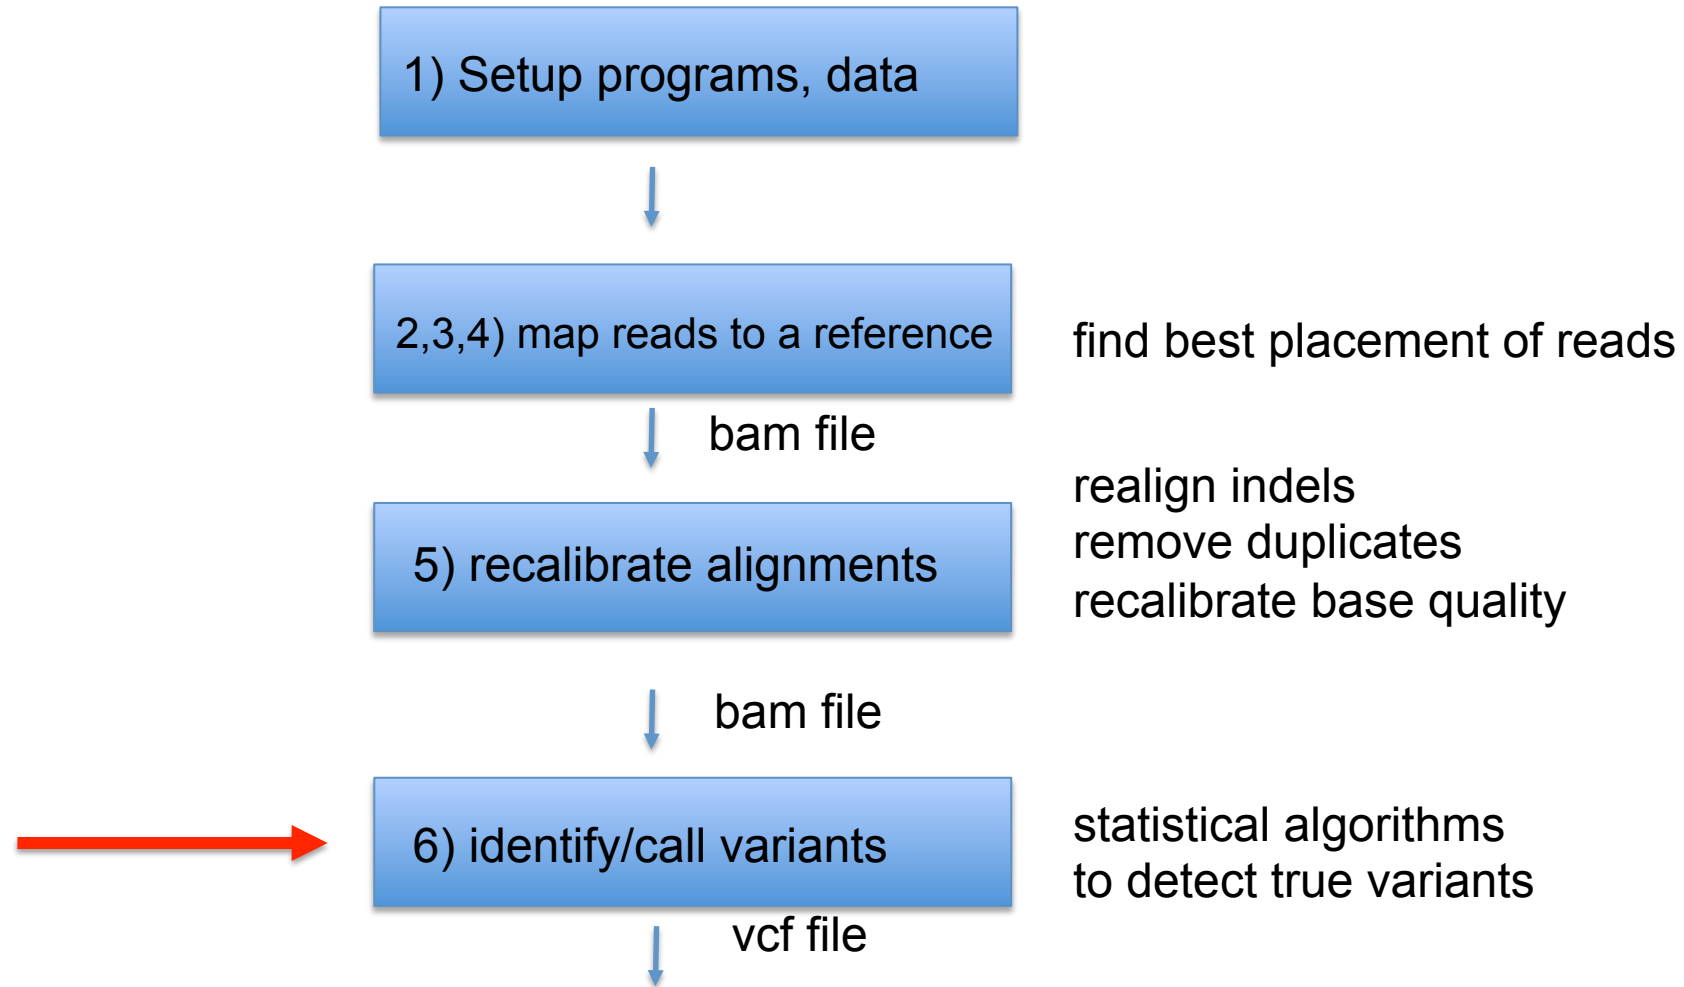 1) Setup programs, data
2,3,4) map reads to a reference
find best placement of reads
bam file
realign indels
remove duplicates
recalibrate base quality
5) recalibrate alignments
bam file
6) identify/call variants
statistical algorithms
to detect true variants
vcf file